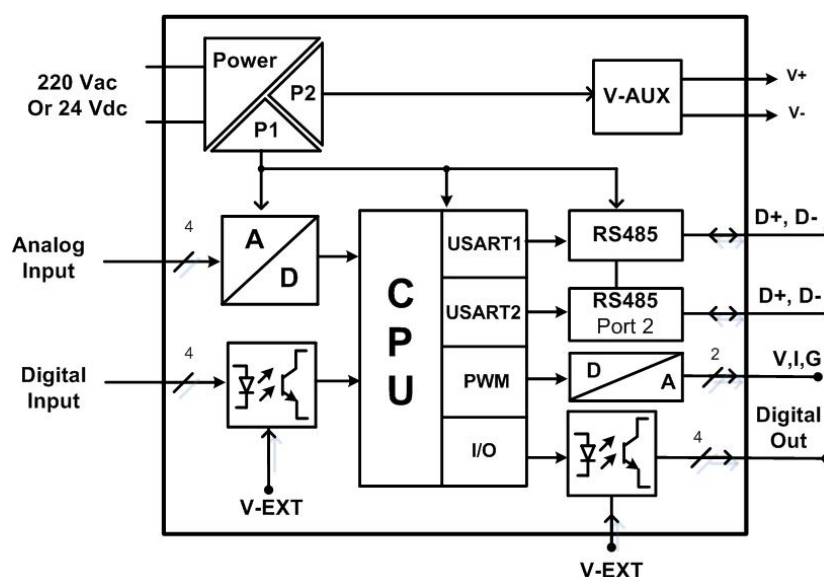 Power
P2
P1
220 Vac
Or 24 Vdc
V-AUX
V+
V-
4
Analog
Input
A
D
CPU
USART1
USART2
PWM
I/O
RS485
D+, D-
RS485
Port 2
D+, D-
D
A
2
V,I,G
4
Digital
Input
V-EXT
4
Digital
Out
V-EXT